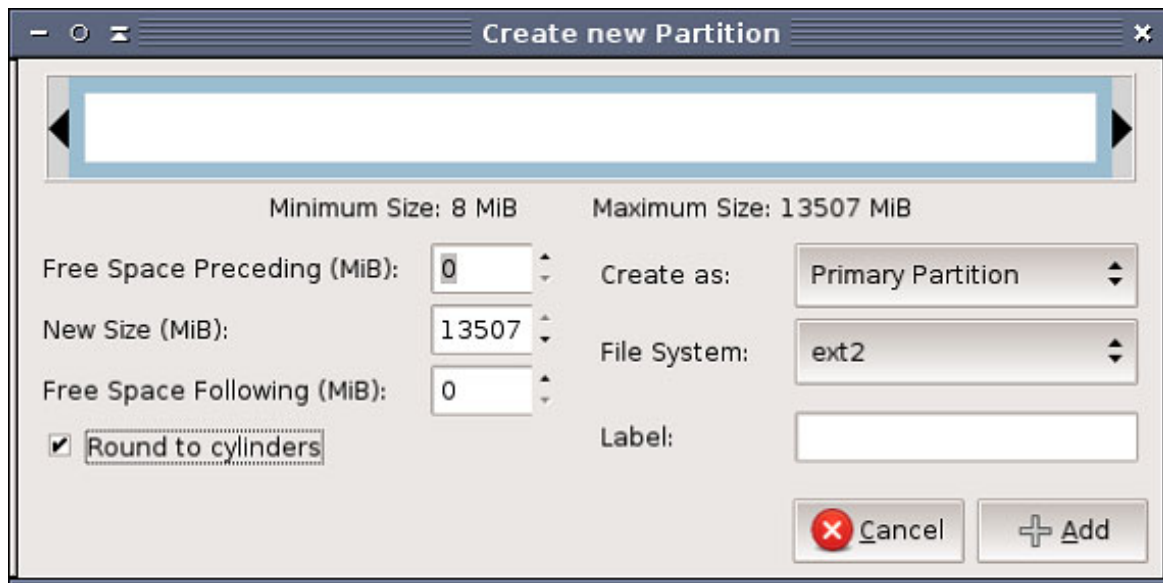 Create new Partition
Minimum Size: 8 MiB
Maximum Size: 13507 MiB
Free Space Preceding (MiB): 0
New Size (MiB): 13507
Free Space Following (MiB): 0
Round to cylinders
Create as: Primary Partition
File System: ext2
Label:
Cancel
Add